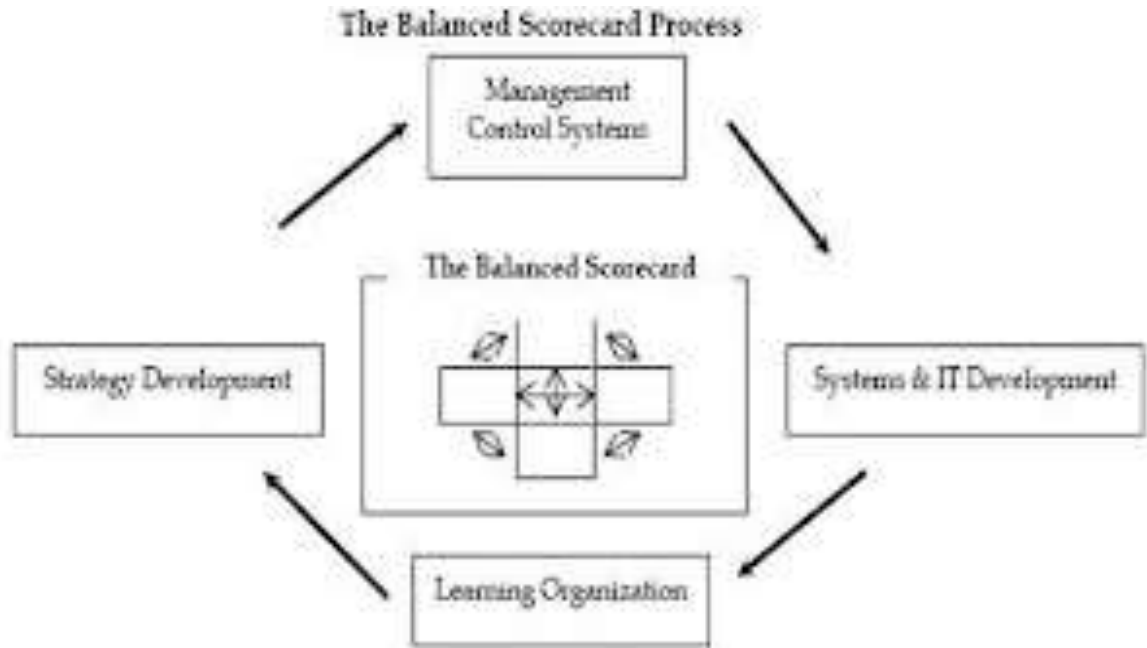 The Balanced Scorecard Process
Management
Control Systems
The Balanced Scorecard
Strategy Development
Systems & IT Development
Learning Organization